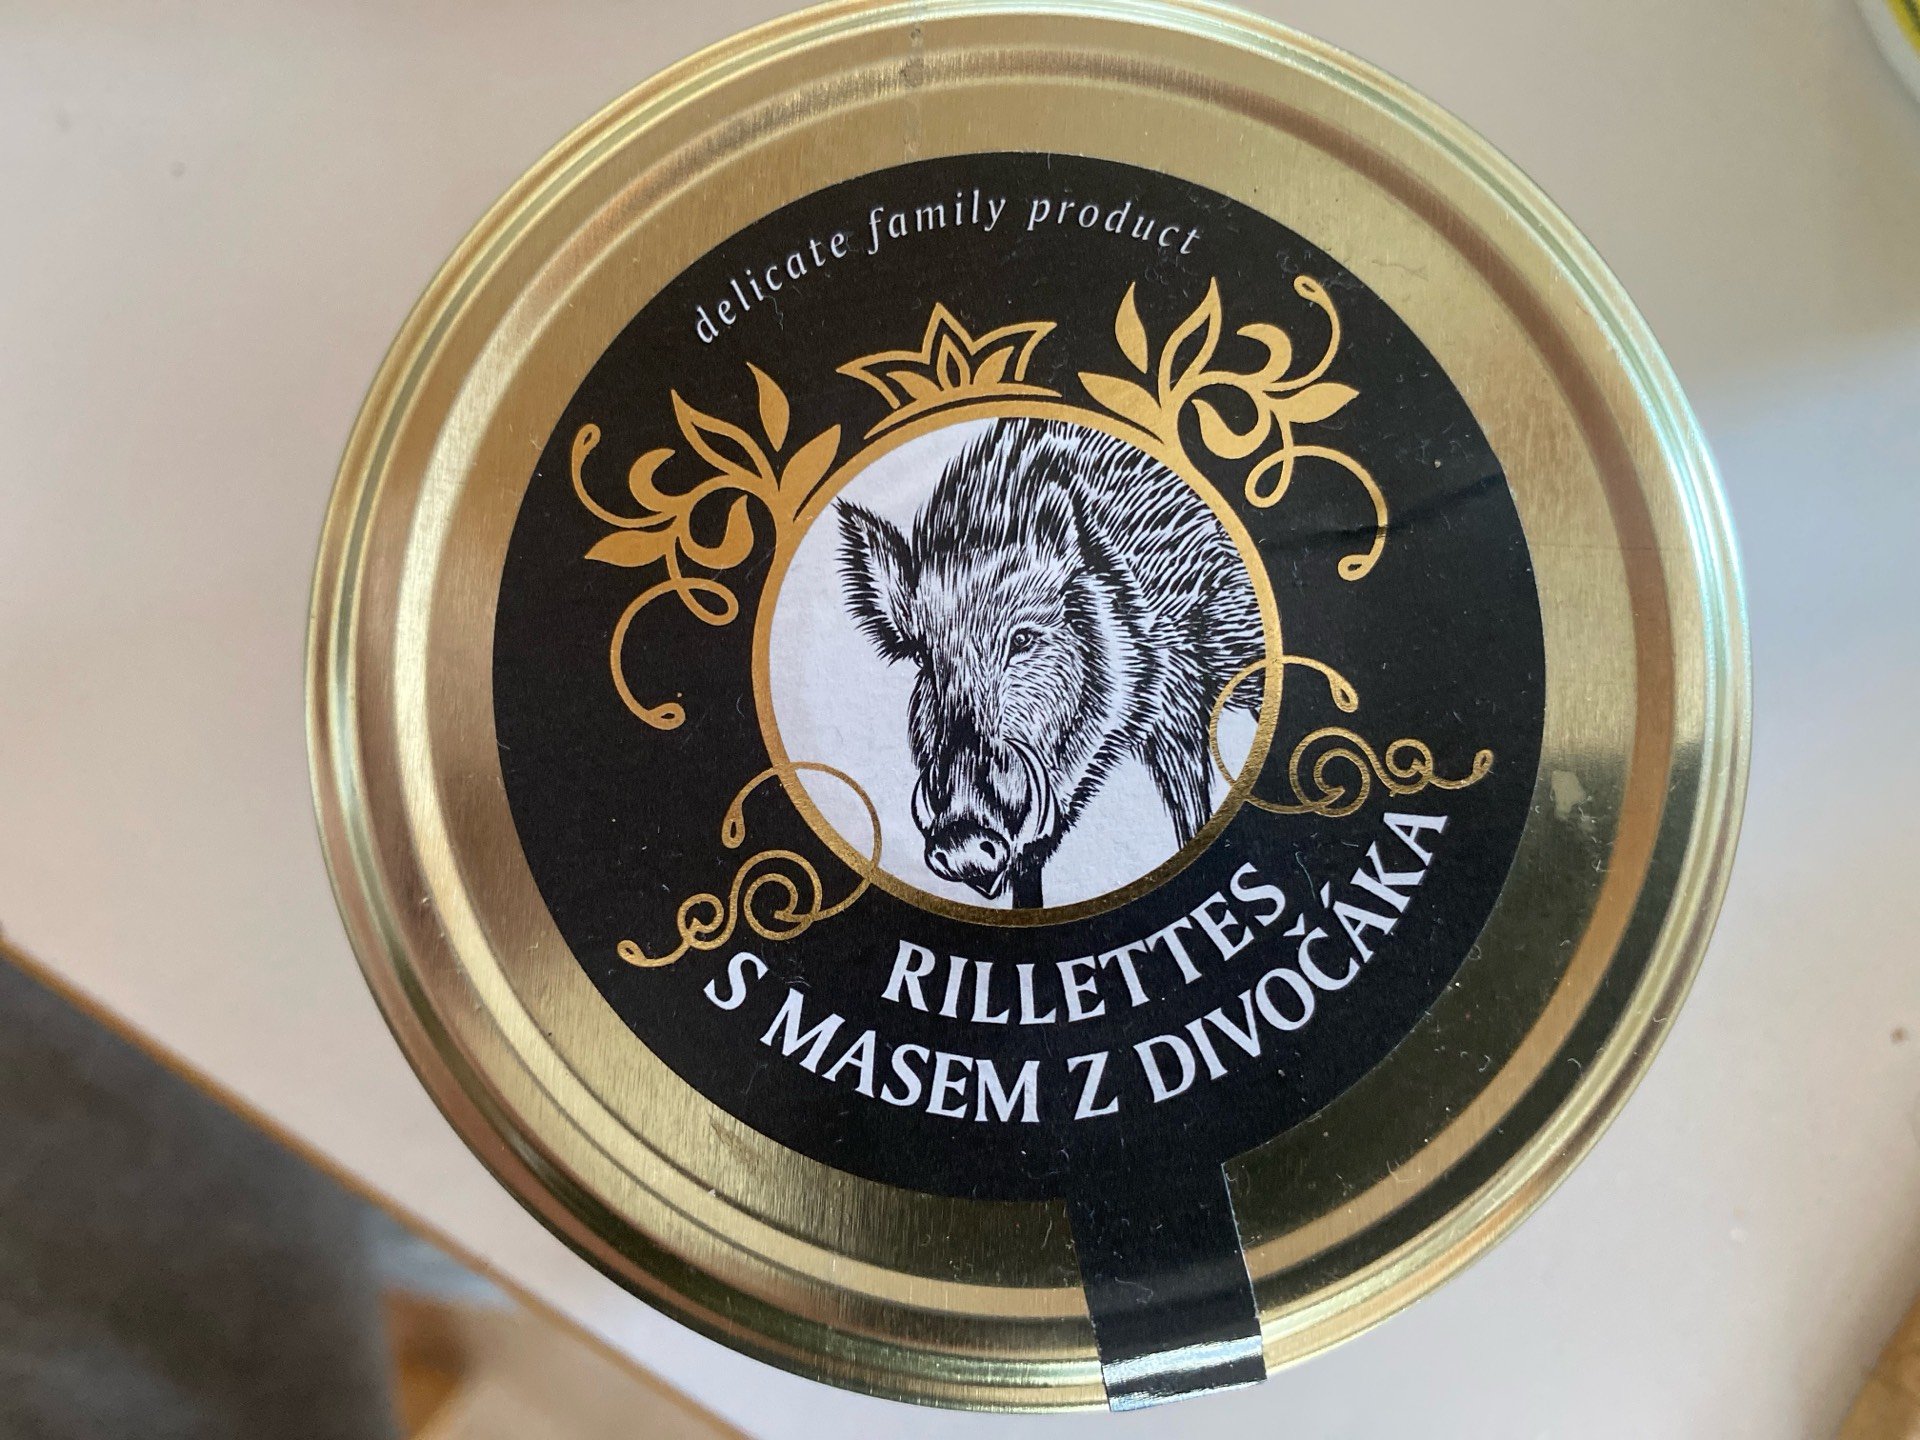 delicate family product
RILLETTES
S MASEM Z DIVOČÁKA